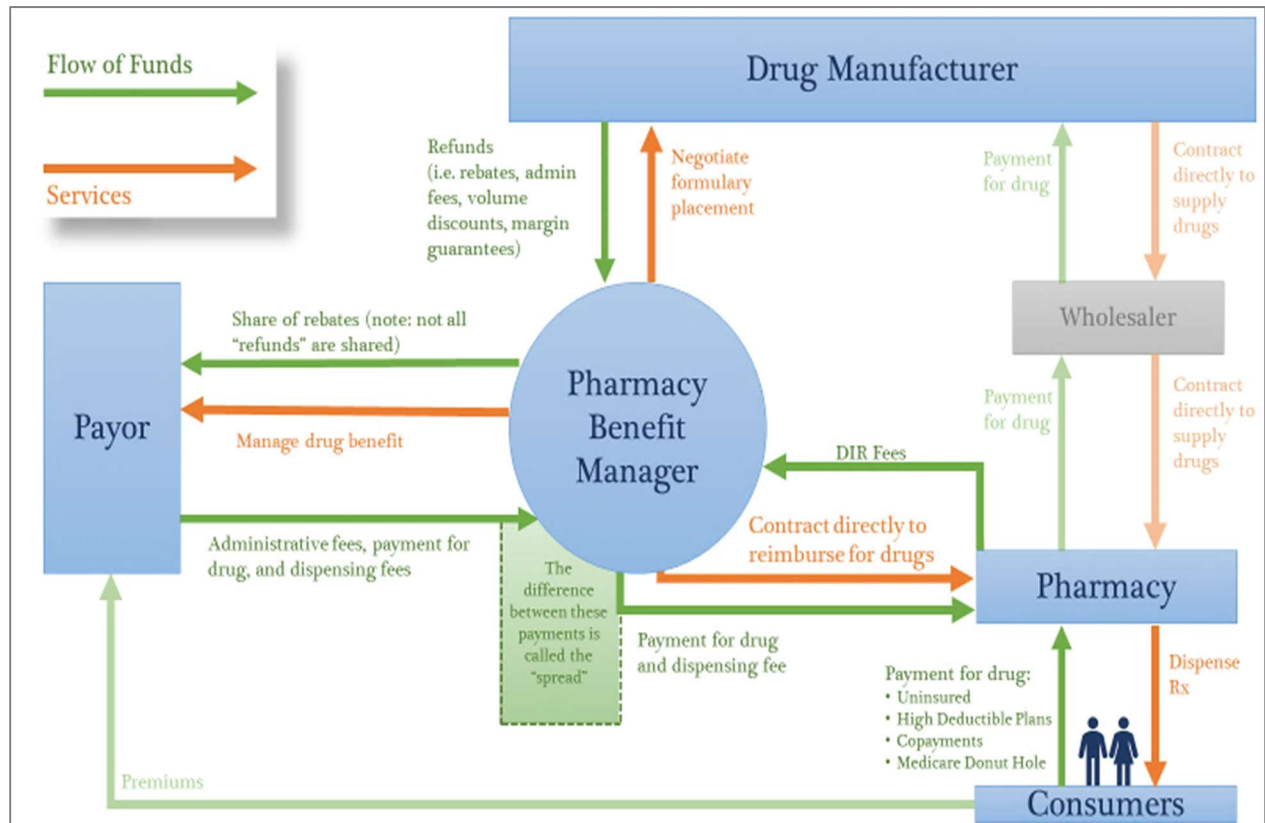 Flow of Funds
Services
Drug Manufacturer
Refunds
(i.e. rebates, admin
fees, volume
discounts, margin
guarantees)
Negotiate
formulary
placement
Payment
for drug
Contract
directly to
supply
drugs
Wholesaler
Payment
for drug
Contract
directly to
supply
drugs
Payor
Share of rebates (note: not all
“refunds” are shared)
Manage drug benefit
Administrative fees, payment for
drug, and dispensing fees
Pharmacy
Benefit
Manager
DIR Fees
Contract directly to
reimburse for drugs
The
difference
between these
payments is
called the
“spread”
Payment for drug
and dispensing fee
Pharmacy
Payment for drug:
• Uninsured
• High Deductible Plans
• Copayments
• Medicare Donut Hole
Dispense
Rx
Premiums
Consumers